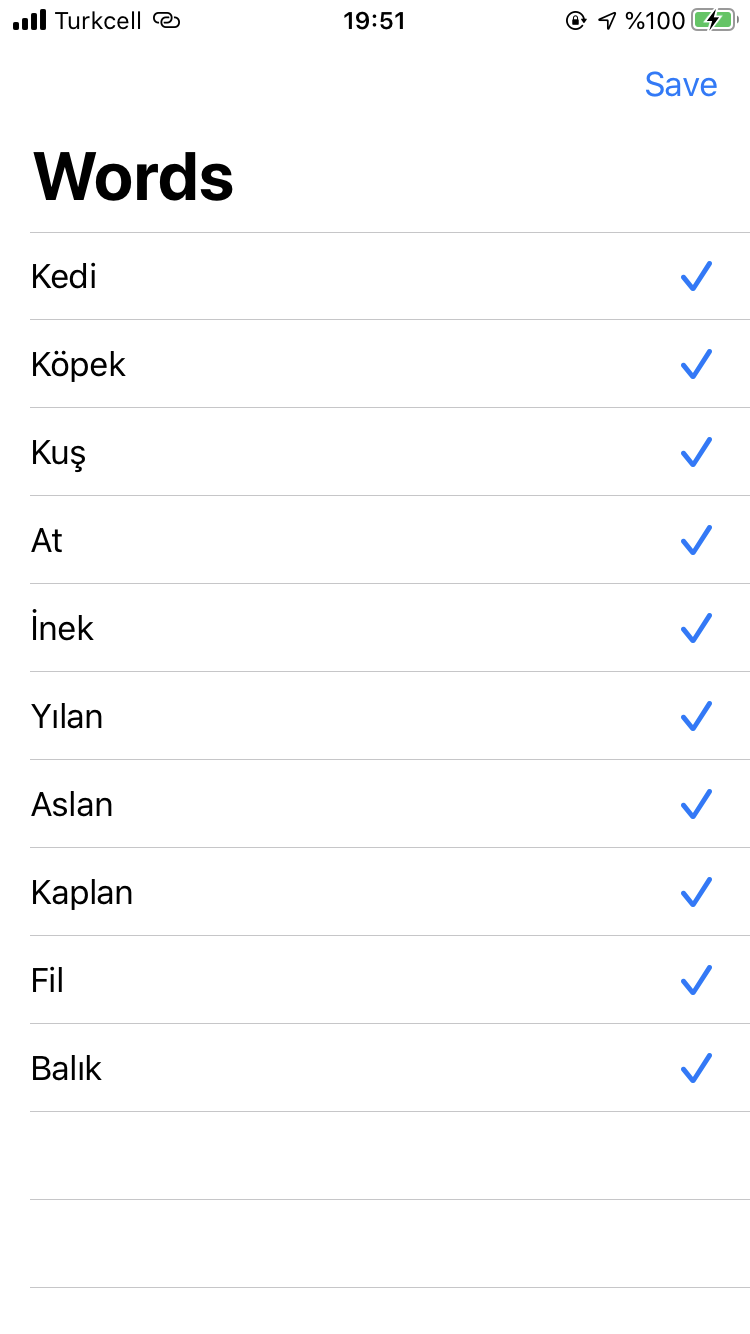 Turkcell 19:51 %100
Save
Words
Kedi
Köpek
Kuş
At
İnek
Yılan
Aslan
Kaplan
Fil
Balık